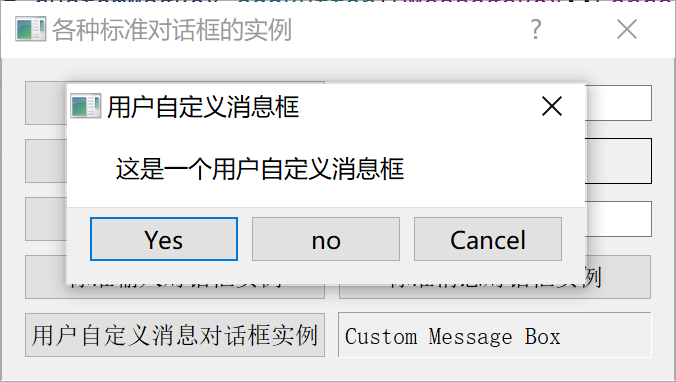 各种标准对话框的实例
?
用户自定义消息框
这是一个用户自定义消息框
Yes
no
Cancel
用户自定义消息对话框实例
Custom Message Box